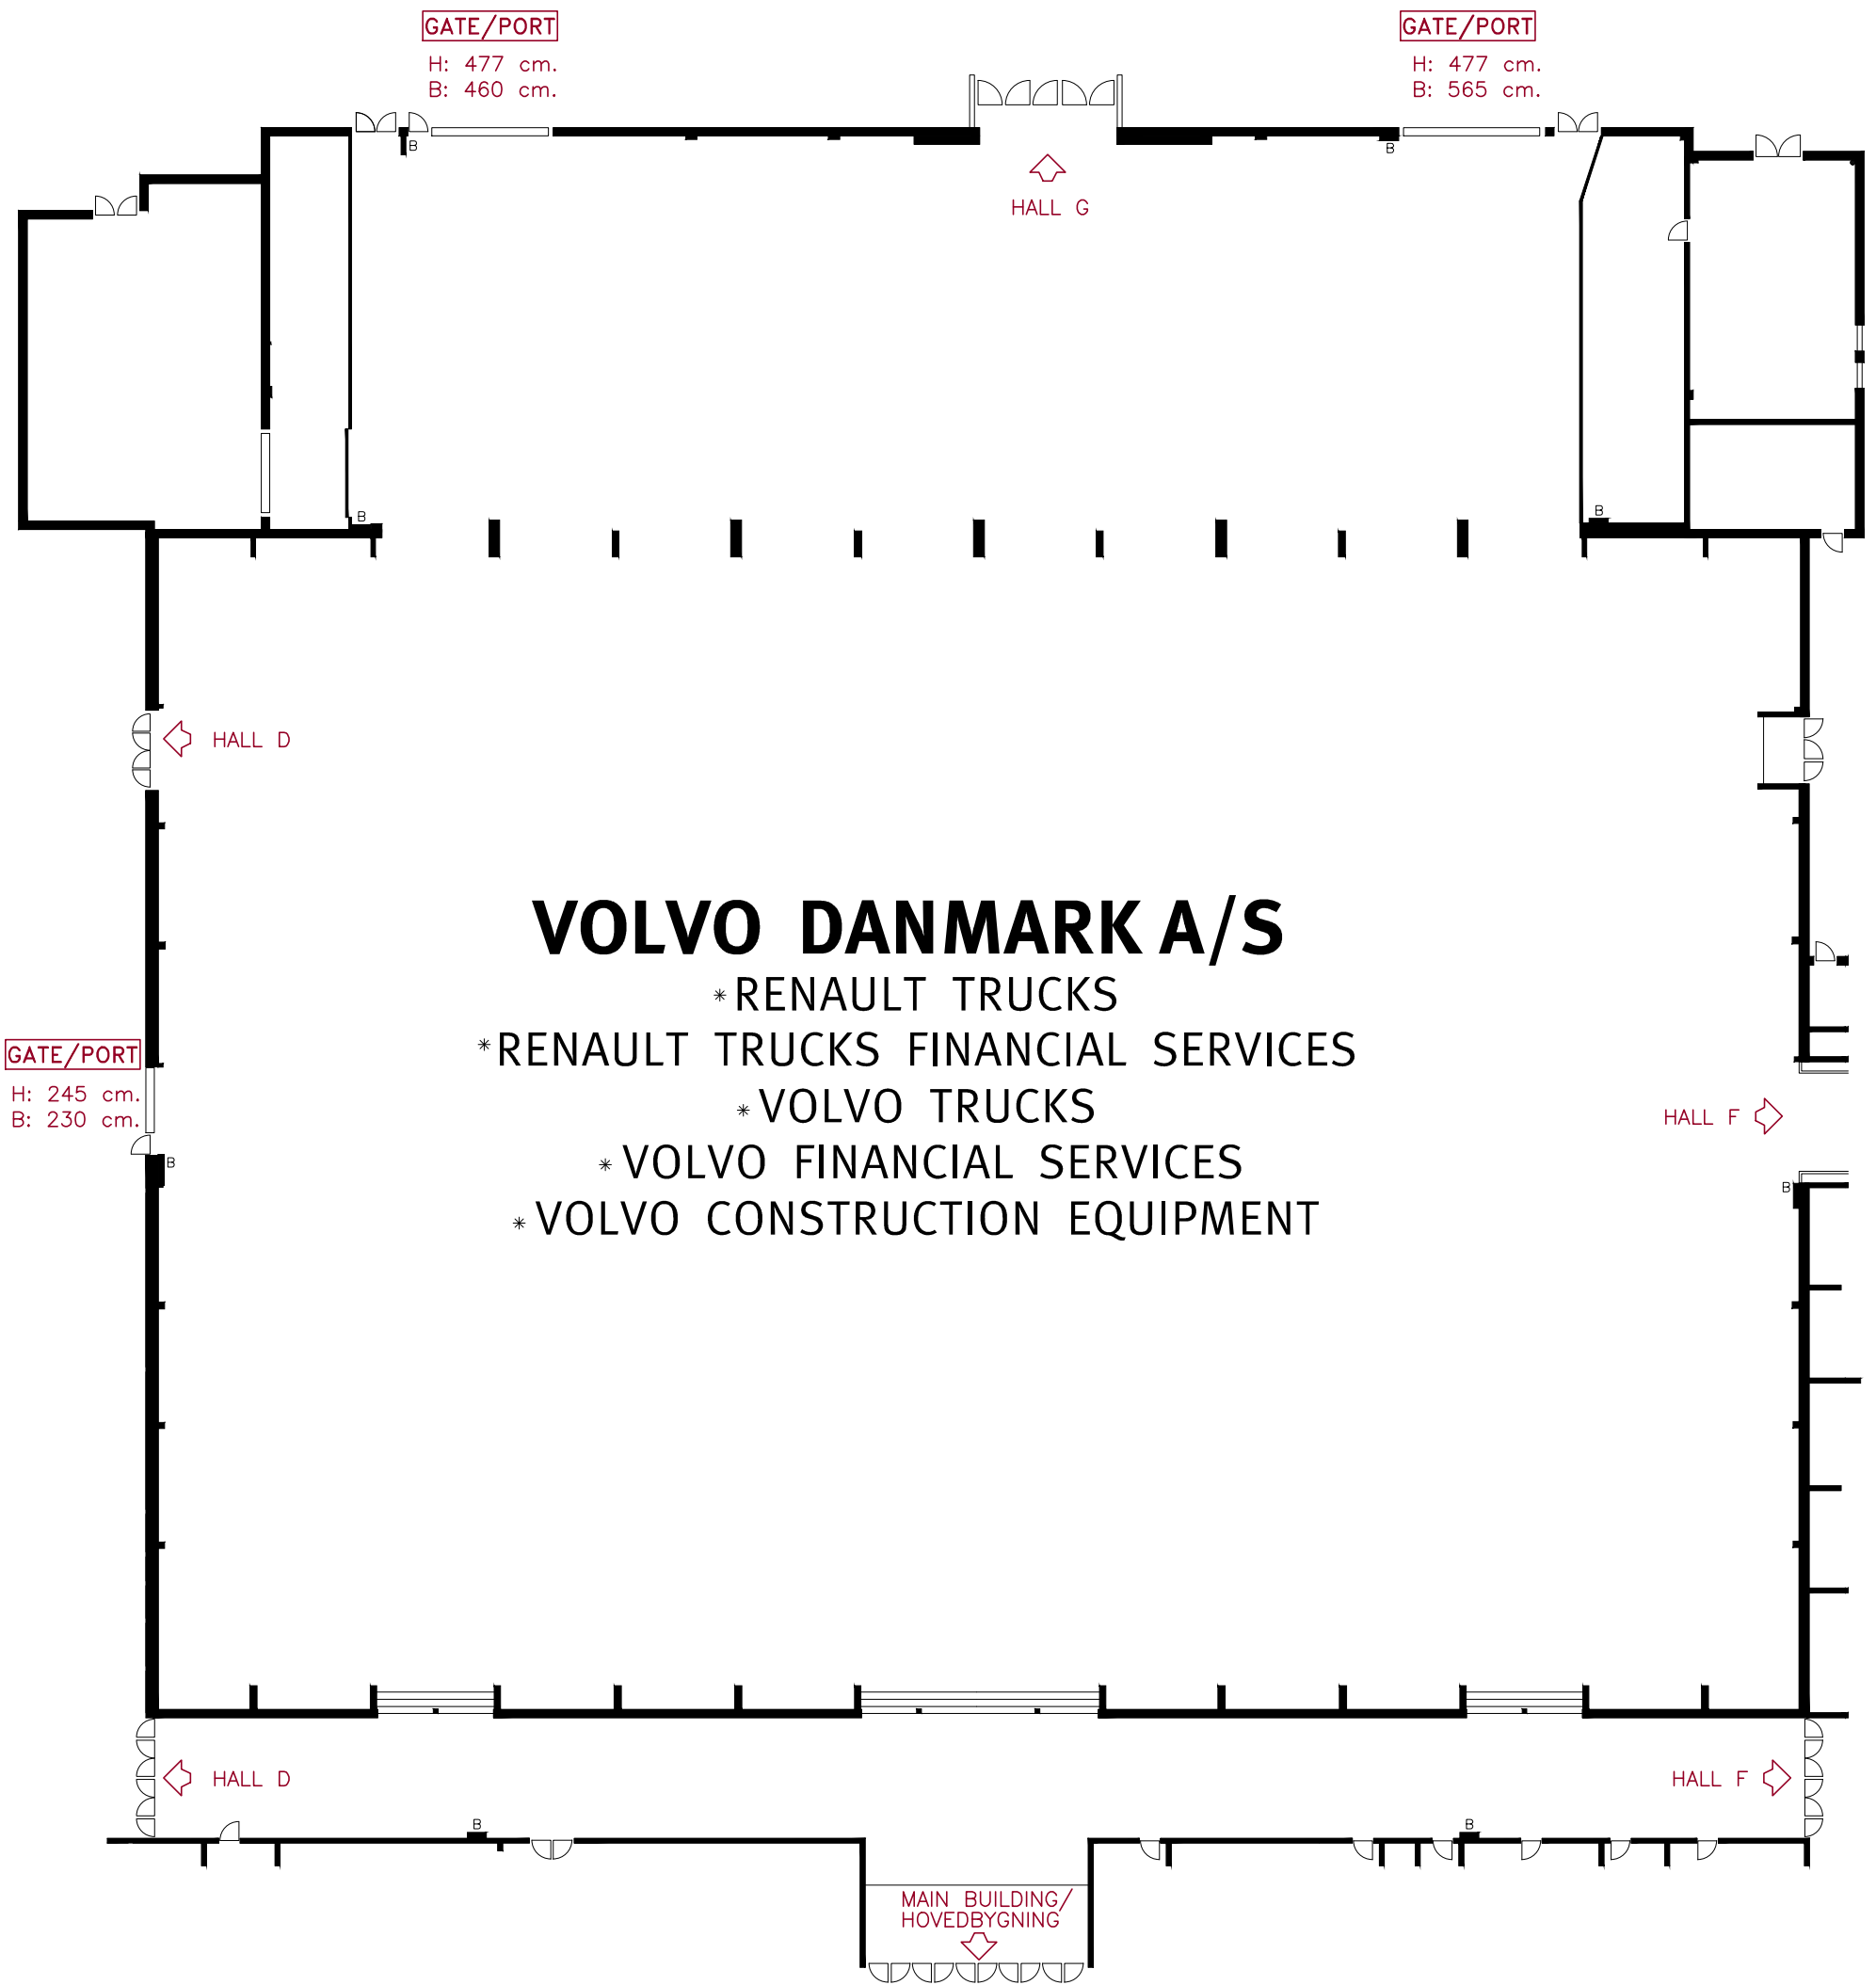 GATE/PORT
H: 477 cm.
B: 460 cm.
GATE/PORT
H: 477 cm.
B: 565 cm.
B
B
HALL G
B
B
HALL D
VOLVO DANMARK A/S
*RENAULT TRUCKS
*RENAULT TRUCKS FINANCIAL SERVICES
*VOLVO TRUCKS
*VOLVO FINANCIAL SERVICES
*VOLVO CONSTRUCTION EQUIPMENT
GATE/PORT
H: 245 cm.
B: 230 cm.
HALL F
B
B
HALL D
HALL F
B
B
MAIN BUILDING/
HOVEDBYGNING